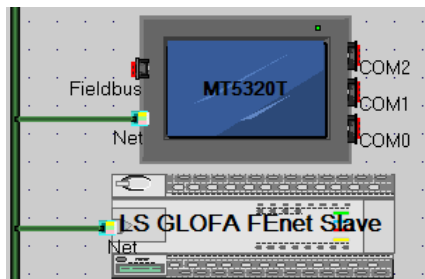 COM2
Fieldbus
MT5320T
COM1
Net
COM0
LS GLOFA FEnet Slave
Net